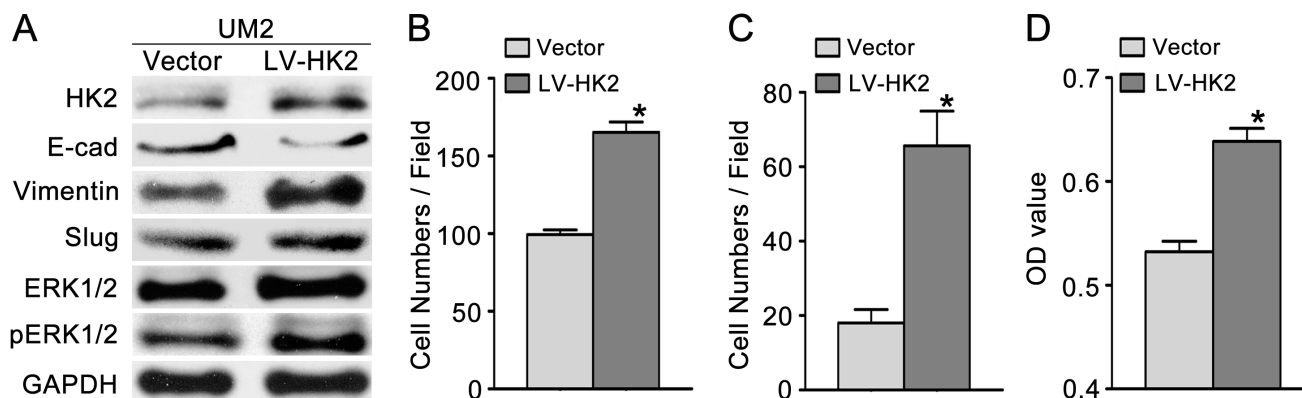 A
UM2
Vector LV-HK2
HK2
E-cad
Vimentin
Slug
ERK1/2
pERK1/2
GAPDH
B
Vector
LV-HK2
Cell Numbers / Field
200
150
100
50
0
*
C
Vector
LV-HK2
Cell Numbers / Field
80
60
40
20
0
*
D
Vector
LV-HK2
OD value
0.7
0.6
0.5
0.4
*